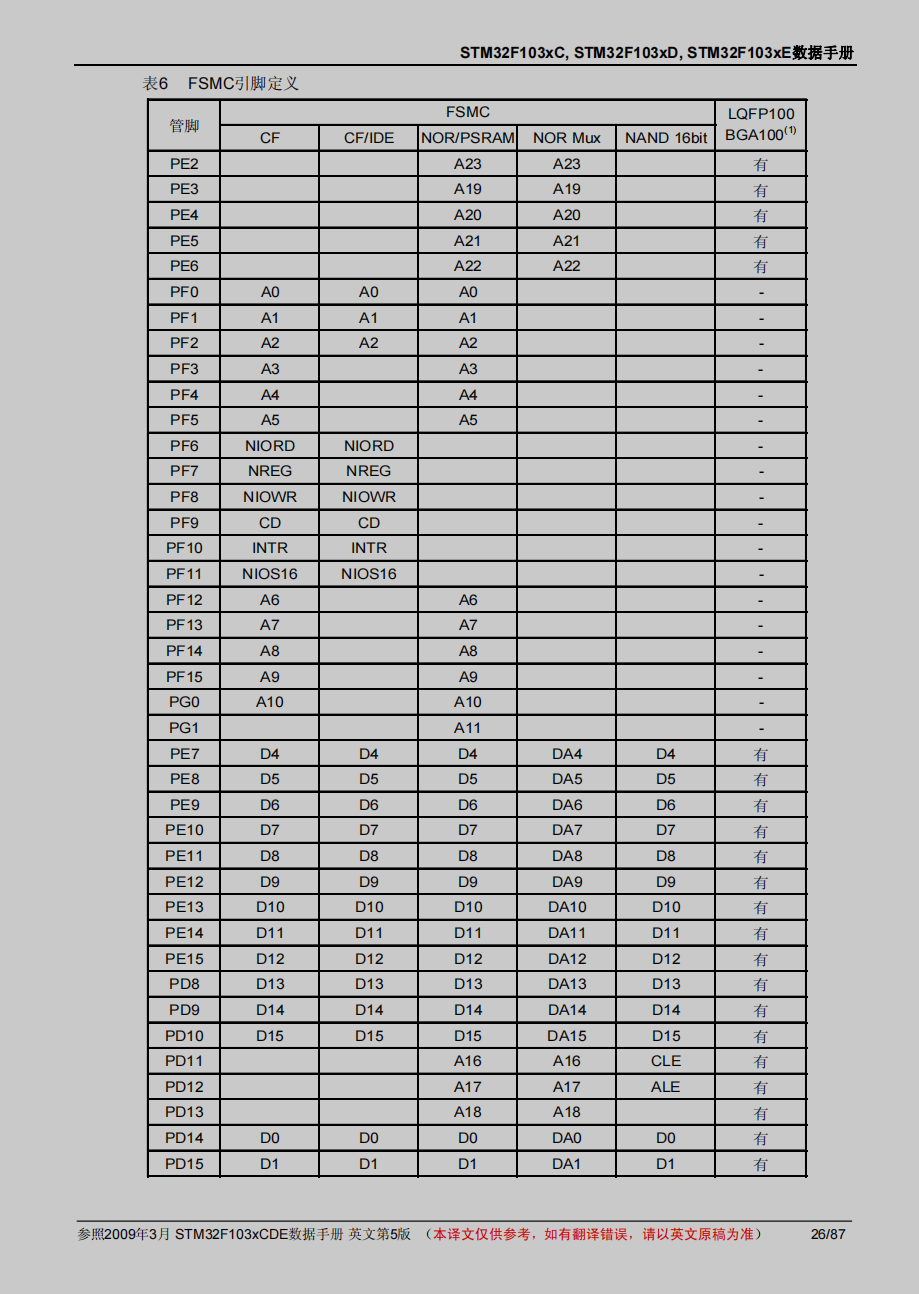 STM32F103xC, STM32F103xD, STM32F103xE数据手册
表6 FSMC引脚定义
管脚 FSMC LQFP100 BGA100(1)
CF CF/IDE NOR/PSRAM NOR Mux NAND 16bit
PE2 A23 A23 有
PE3 A19 A19 有
PE4 A20 A20 有
PE5 A21 A21 有
PE6 A22 A22 有
PF0 A0 A0 A0 -
PF1 A1 A1 A1 -
PF2 A2 A2 A2 -
PF3 A3 A3 -
PF4 A4 A4 -
PF5 A5 A5 -
PF6 NIORD NIORD -
PF7 NREG NREG -
PF8 NIOWR NIOWR -
PF9 CD CD -
PF10 INTR INTR -
PF11 NIOS16 NIOS16 -
PF12 A6 A6 -
PF13 A7 A7 -
PF14 A8 A8 -
PF15 A9 A9 -
PG0 A10 A10 -
PG1 A11 -
PE7 D4 D4 D4 DA4 D4 有
PE8 D5 D5 D5 DA5 D5 有
PE9 D6 D6 D6 DA6 D6 有
PE10 D7 D7 D7 DA7 D7 有
PE11 D8 D8 D8 DA8 D8 有
PE12 D9 D9 D9 DA9 D9 有
PE13 D10 D10 D10 DA10 D10 有
PE14 D11 D11 D11 DA11 D11 有
PE15 D12 D12 D12 DA12 D12 有
PD8 D13 D13 D13 DA13 D13 有
PD9 D14 D14 D14 DA14 D14 有
PD10 D15 D15 D15 DA15 D15 有
PD11 A16 A16 CLE 有
PD12 A17 A17 ALE 有
PD13 A18 A18 有
PD14 D0 D0 D0 DA0 D0 有
PD15 D1 D1 D1 DA1 D1 有
参照2009年3月 STM32F103xCDE数据手册 英文第5版 （本译文仅供参考，如有翻译错误，请以英文原稿为准） 26/87